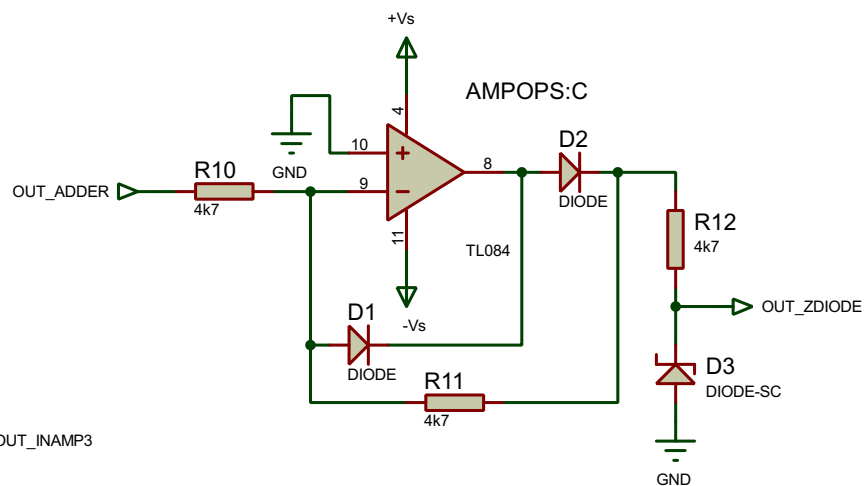 +Vs
AMPOPS:C
4
10
GND
R10
9
8
D2
OUT_ADDER
4k7
DIODE
11
TL084
R12
4k7
-Vs
OUT_ZDIODE
D1
DIODE
R11
4k7
D3
DIODE-SC
OUT_INAMP3
GND